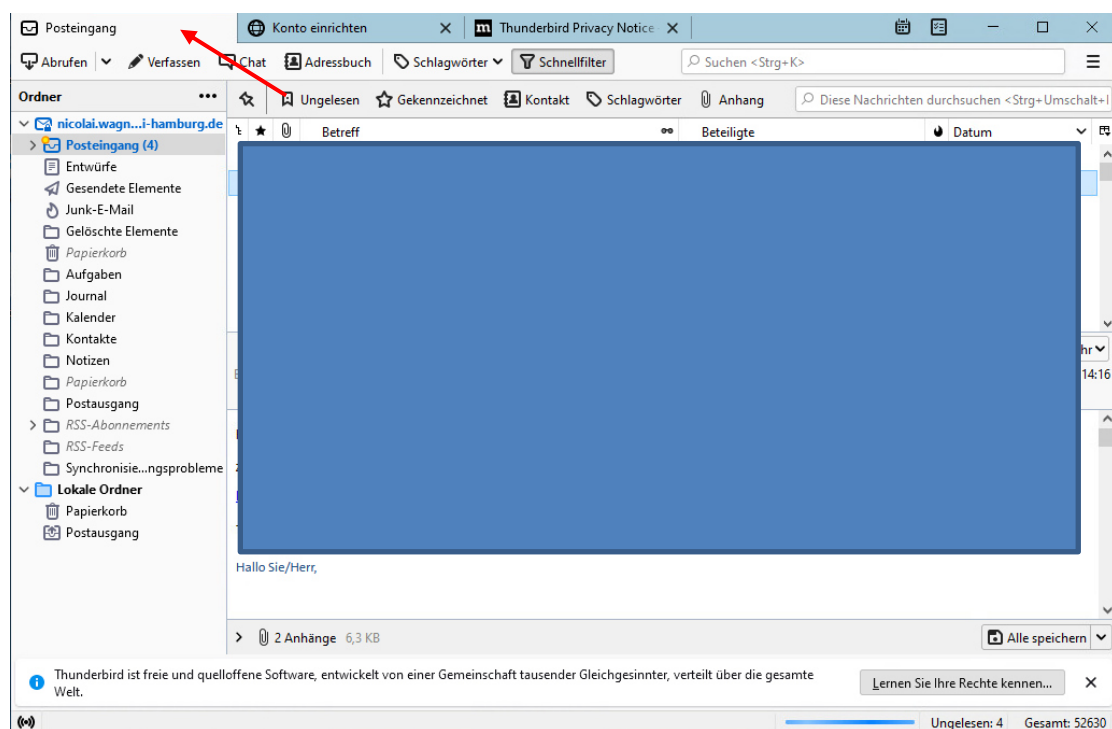 Posteingang Konto einrichten Thunderbird Privacy Notice
Abrufen Verfassen Chat Adressbuch Schlagwörter Schnellfilter Suchen <Strg+K>
Ordner Ungelesen Gekennzeichnet Kontakt Schlagwörter Anhang Diese Nachrichten durchsuchen <Strg+Umschalt+
nicolai.wagn...i-hamburg.de Betreff Beteiligte Datum
Posteingang (4)
Entwürfe
Gesendete Elemente
Junk-E-Mail
Gelöschte Elemente
Papierkorb
Aufgaben
Journal
Kalender
Kontakte
hr
Notizen
Papierkorb 14:16
Postausgang
RSS-Abonnements
RSS-Feeds
Synchronisie...ngsprobleme
Lokale Ordner
Papierkorb
Postausgang
Hallo Sie/Herr,
2 Anhänge 6,3 KB Alle speichern
Thunderbird ist freie und quelloffene Software, entwickelt von einer Gemeinschaft tausender Gleichgesinnter, verteilt über die gesamte
Welt. Lernen Sie Ihre Rechte kennen...
Ungelesen: 4 Gesamt: 52630